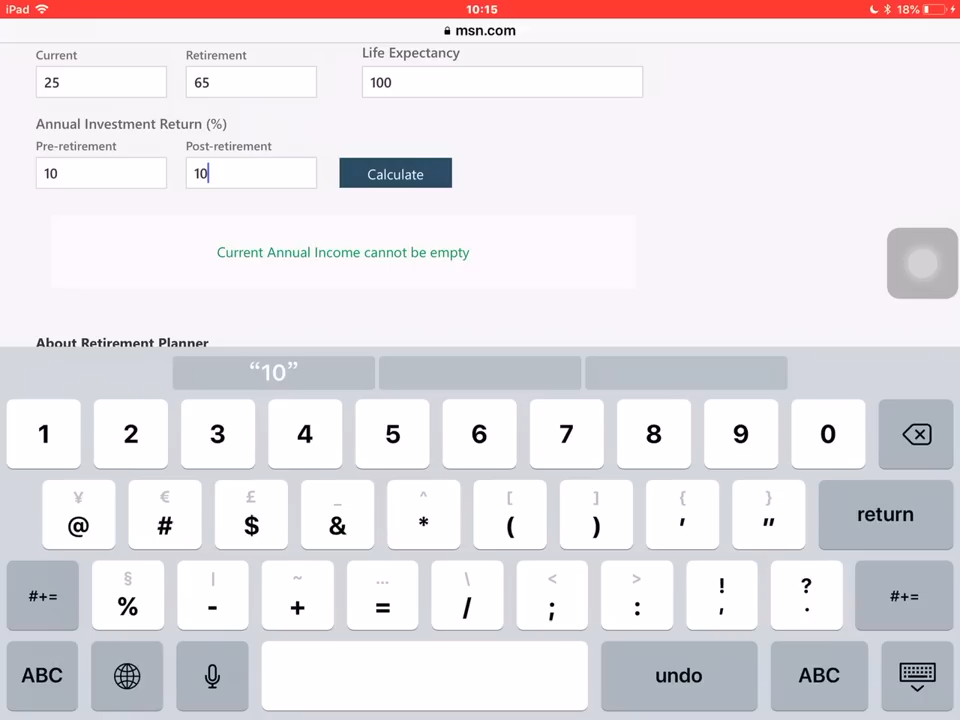 iPad 10:15 18%
msn.com
Current Retirement Life Expectancy
25 65 100
Annual Investment Return (%)
Pre-retirement Post-retirement
10 10 Calculate
Current Annual Income cannot be empty
About Retirement Planner
“10”
1 2 3 4 5 6 7 8 9 0
¥ € £ _ ^ [ ] { }
@ # $ & * ( ) ' " return
§ | ~ … \ < > ! ?
#+= % - + = / ; : , . #+=
ABC undo ABC